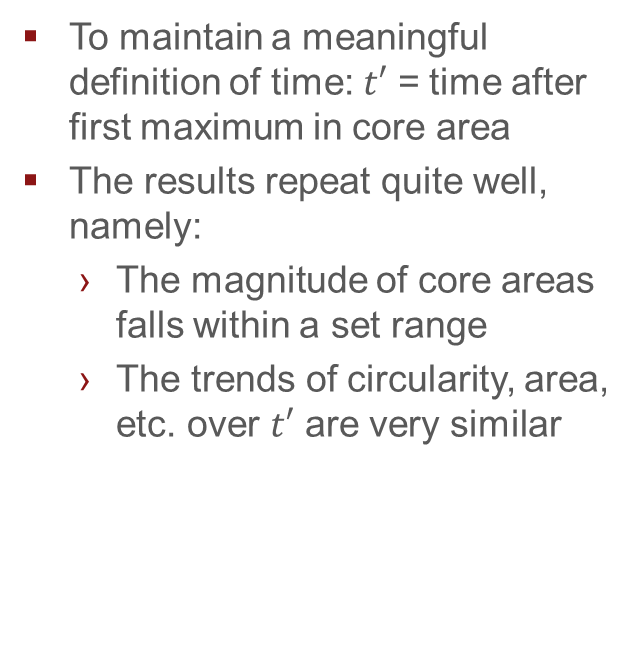 ▪ To maintain a meaningful
definition of time: t′ = time after
first maximum in core area
▪ The results repeat quite well,
namely:
› The magnitude of core areas
falls within a set range
› The trends of circularity, area,
etc. over t′ are very similar